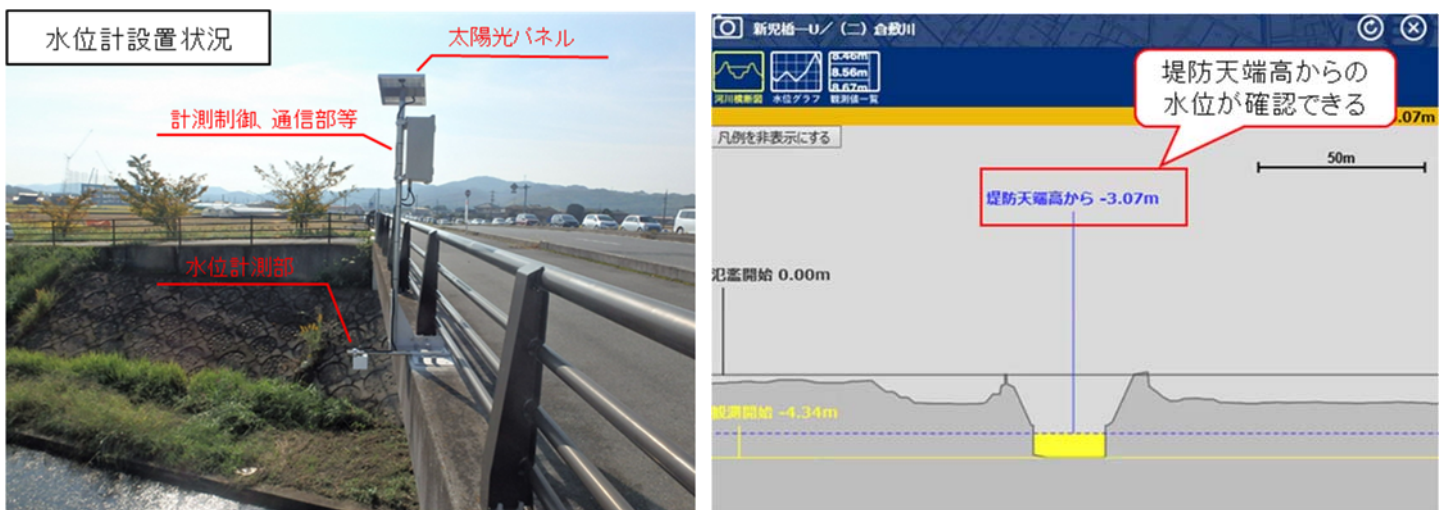 水位計設置状況
太陽光パネル
計測制御、通信部等
水位計測部
新児橋―U/（二）倉敷川
河川横断図 水位グラフ 観測値一覧
8.46m
8.56m
8.67m
堤防天端高からの
水位が確認できる
.07m
凡例を非表示にする
50m
堤防天端高から -3.07m
氾濫開始 0.00m
観測開始 -4.34m